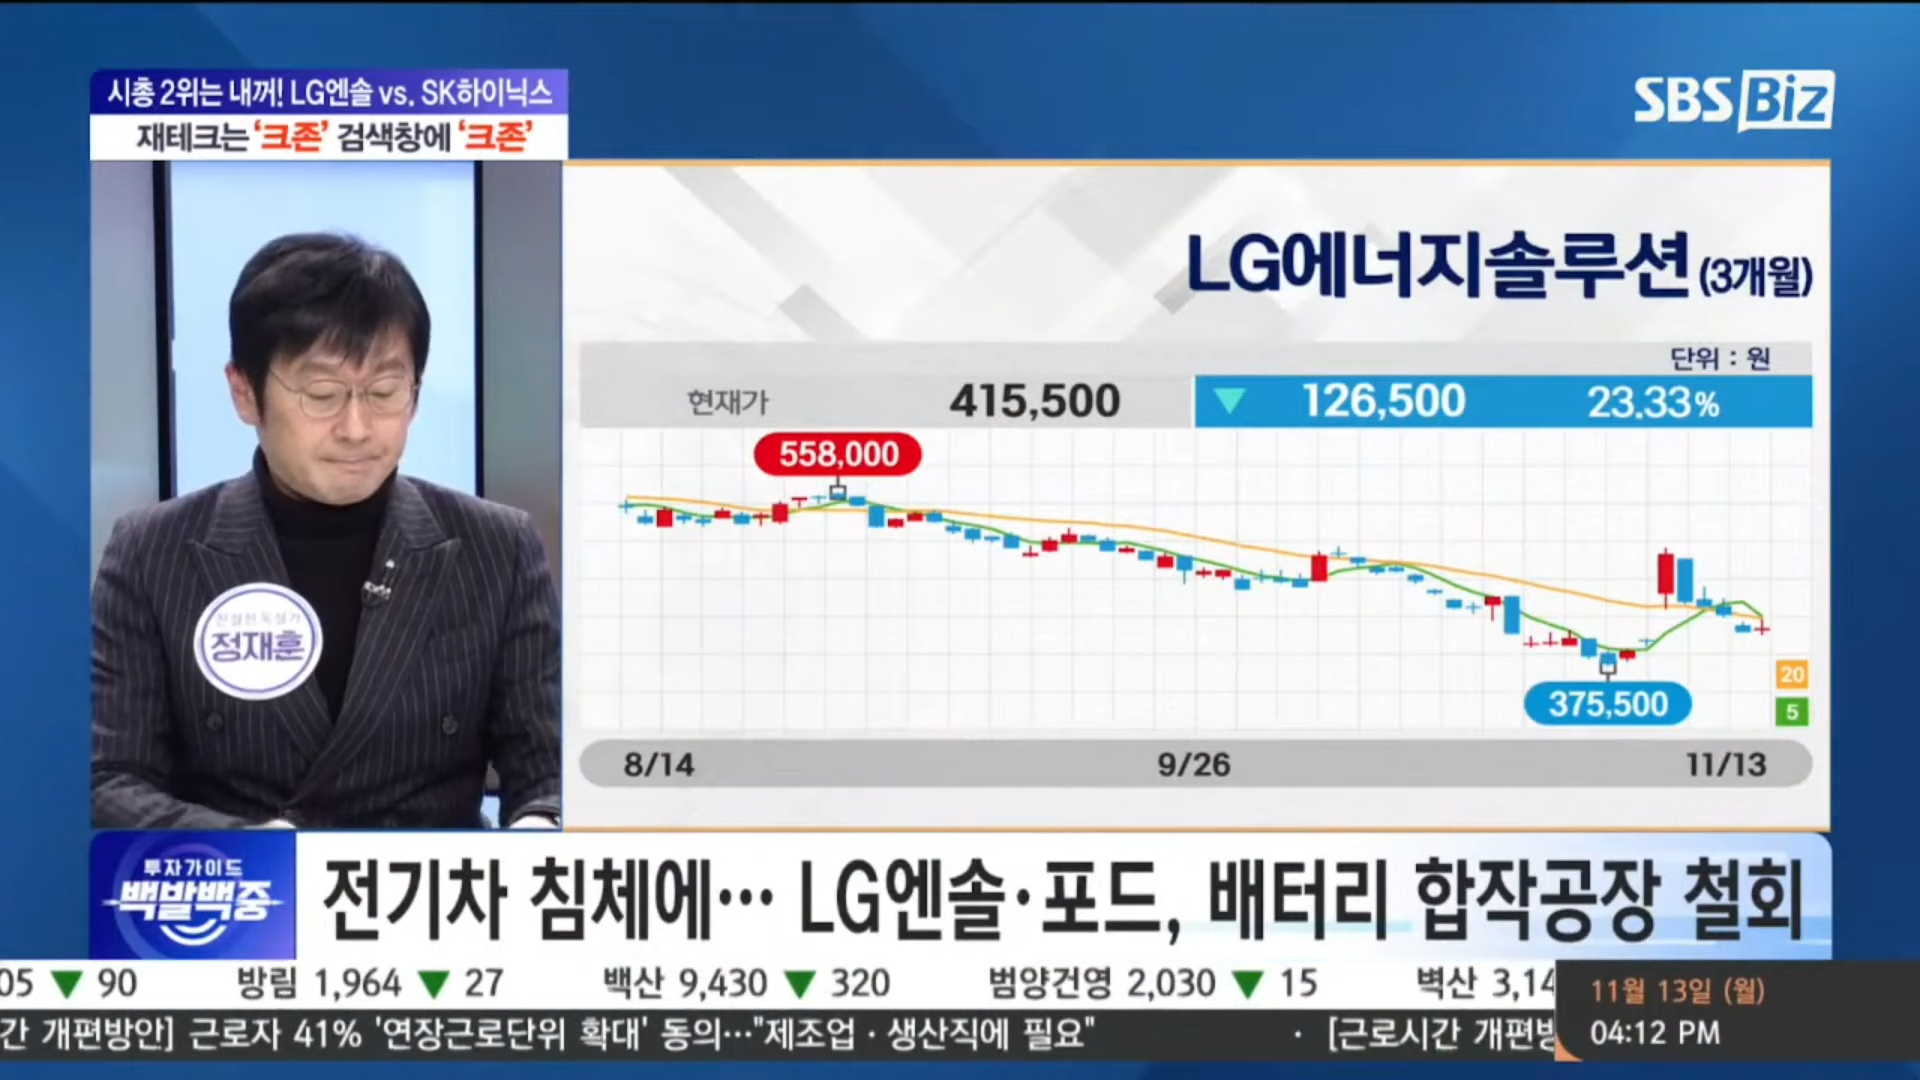 시총 2위는 내꺼! LG엔솔 vs. SK하이닉스
재테크는 '크존' 검색창에 '크존'
SBS Biz
LG에너지솔루션 (3개월)
단위 : 원
현재가 415,500 ▼ 126,500 23.33%
558,000
375,500
20
5
8/14 9/26 11/13
친절한 독설가
정재훈
투자가이드
백발백중
전기차 침체에… LG엔솔·포드, 배터리 합작공장 철회
05 ▼ 90 방림 1,964 ▼ 27 백산 9,430 ▼ 320 범양건영 2,030 ▼ 15 벽산 3,14
간 개편방안] 근로자 41% '연장근로단위 확대' 동의…"제조업·생산직에 필요" · [근로시간 개편방
11월 13일 (월)
04:12 PM